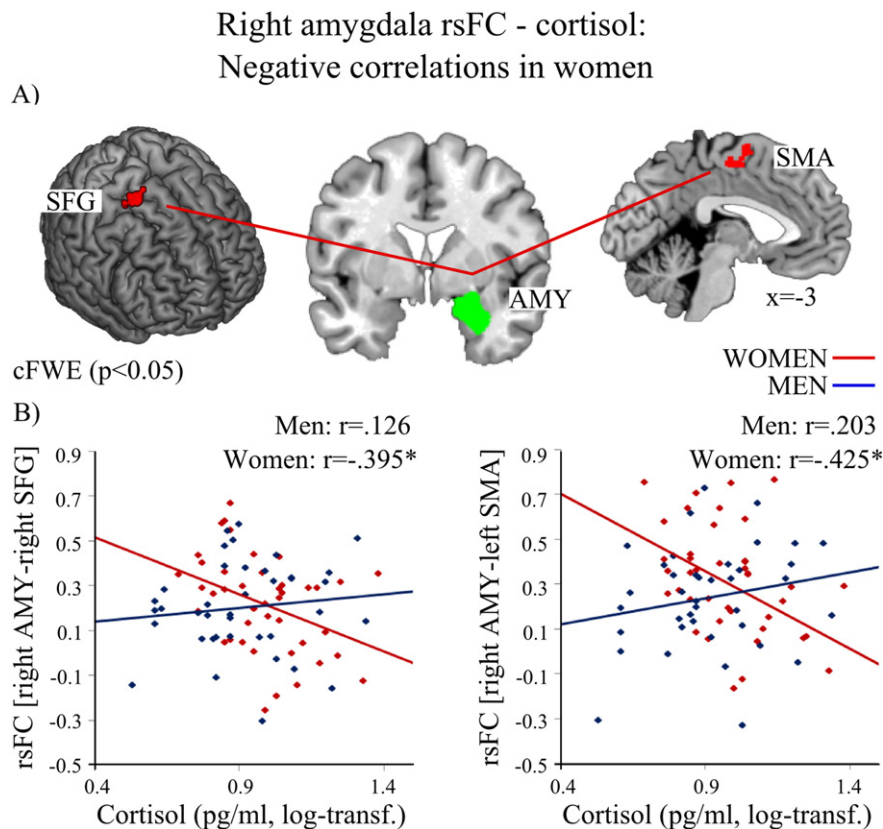 Right amygdala rsFC - cortisol:
Negative correlations in women
A)
SFG
AMY
SMA
x=-3
cFWE (p<0.05)
WOMEN
MEN
B)
Men: r=.126
Women: r=-.395*
rsFC [right AMY-right SFG]
0.9
0.7
0.5
0.3
0.1
-0.1
-0.3
-0.5
0.4 0.9 1.4
Cortisol (pg/ml, log-transf.)
Men: r=.203
Women: r=-.425*
rsFC [right AMY-left SMA]
0.9
0.7
0.5
0.3
0.1
-0.1
-0.3
-0.5
0.4 0.9 1.4
Cortisol (pg/ml, log-transf.)